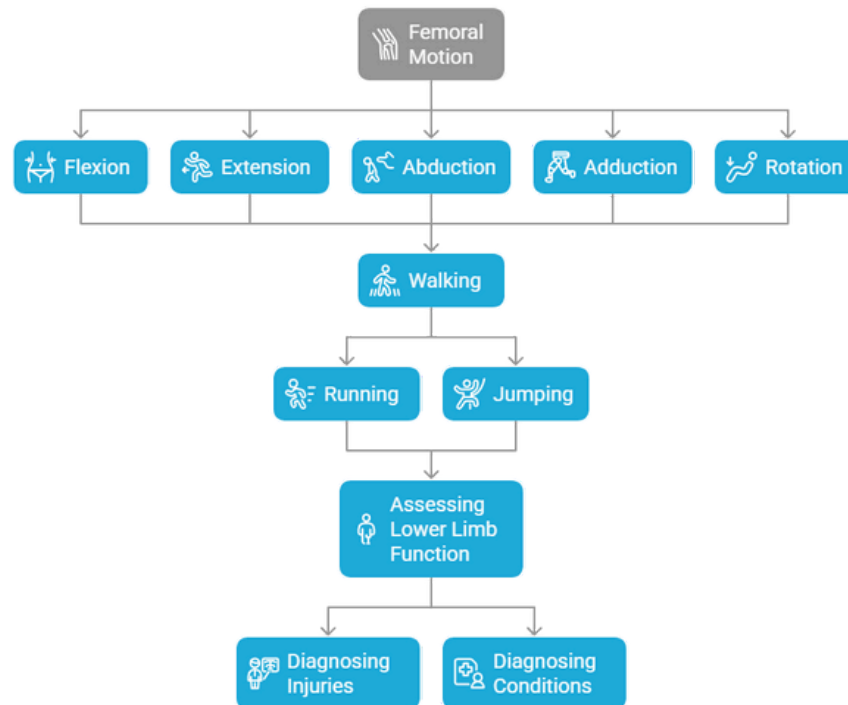 Femoral
Motion
Flexion
Extension
Abduction
Adduction
Rotation
Walking
Running
Jumping
Assessing
Lower Limb
Function
Diagnosing
Injuries
Diagnosing
Conditions